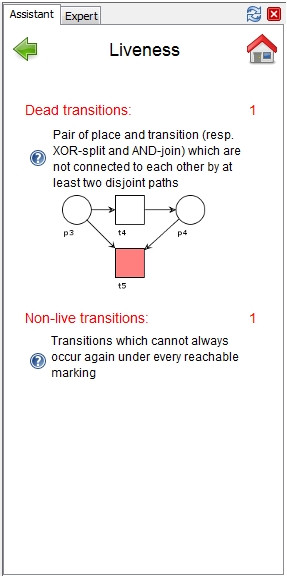 Assistant Expert
Liveness
Dead transitions: 1
Pair of place and transition (resp.
XOR-split and AND-join) which are
not connected to each other by at
least two disjoint paths
p3 t4 p4
t5
Non-live transitions: 1
Transitions which cannot always
occur again under every reachable
marking